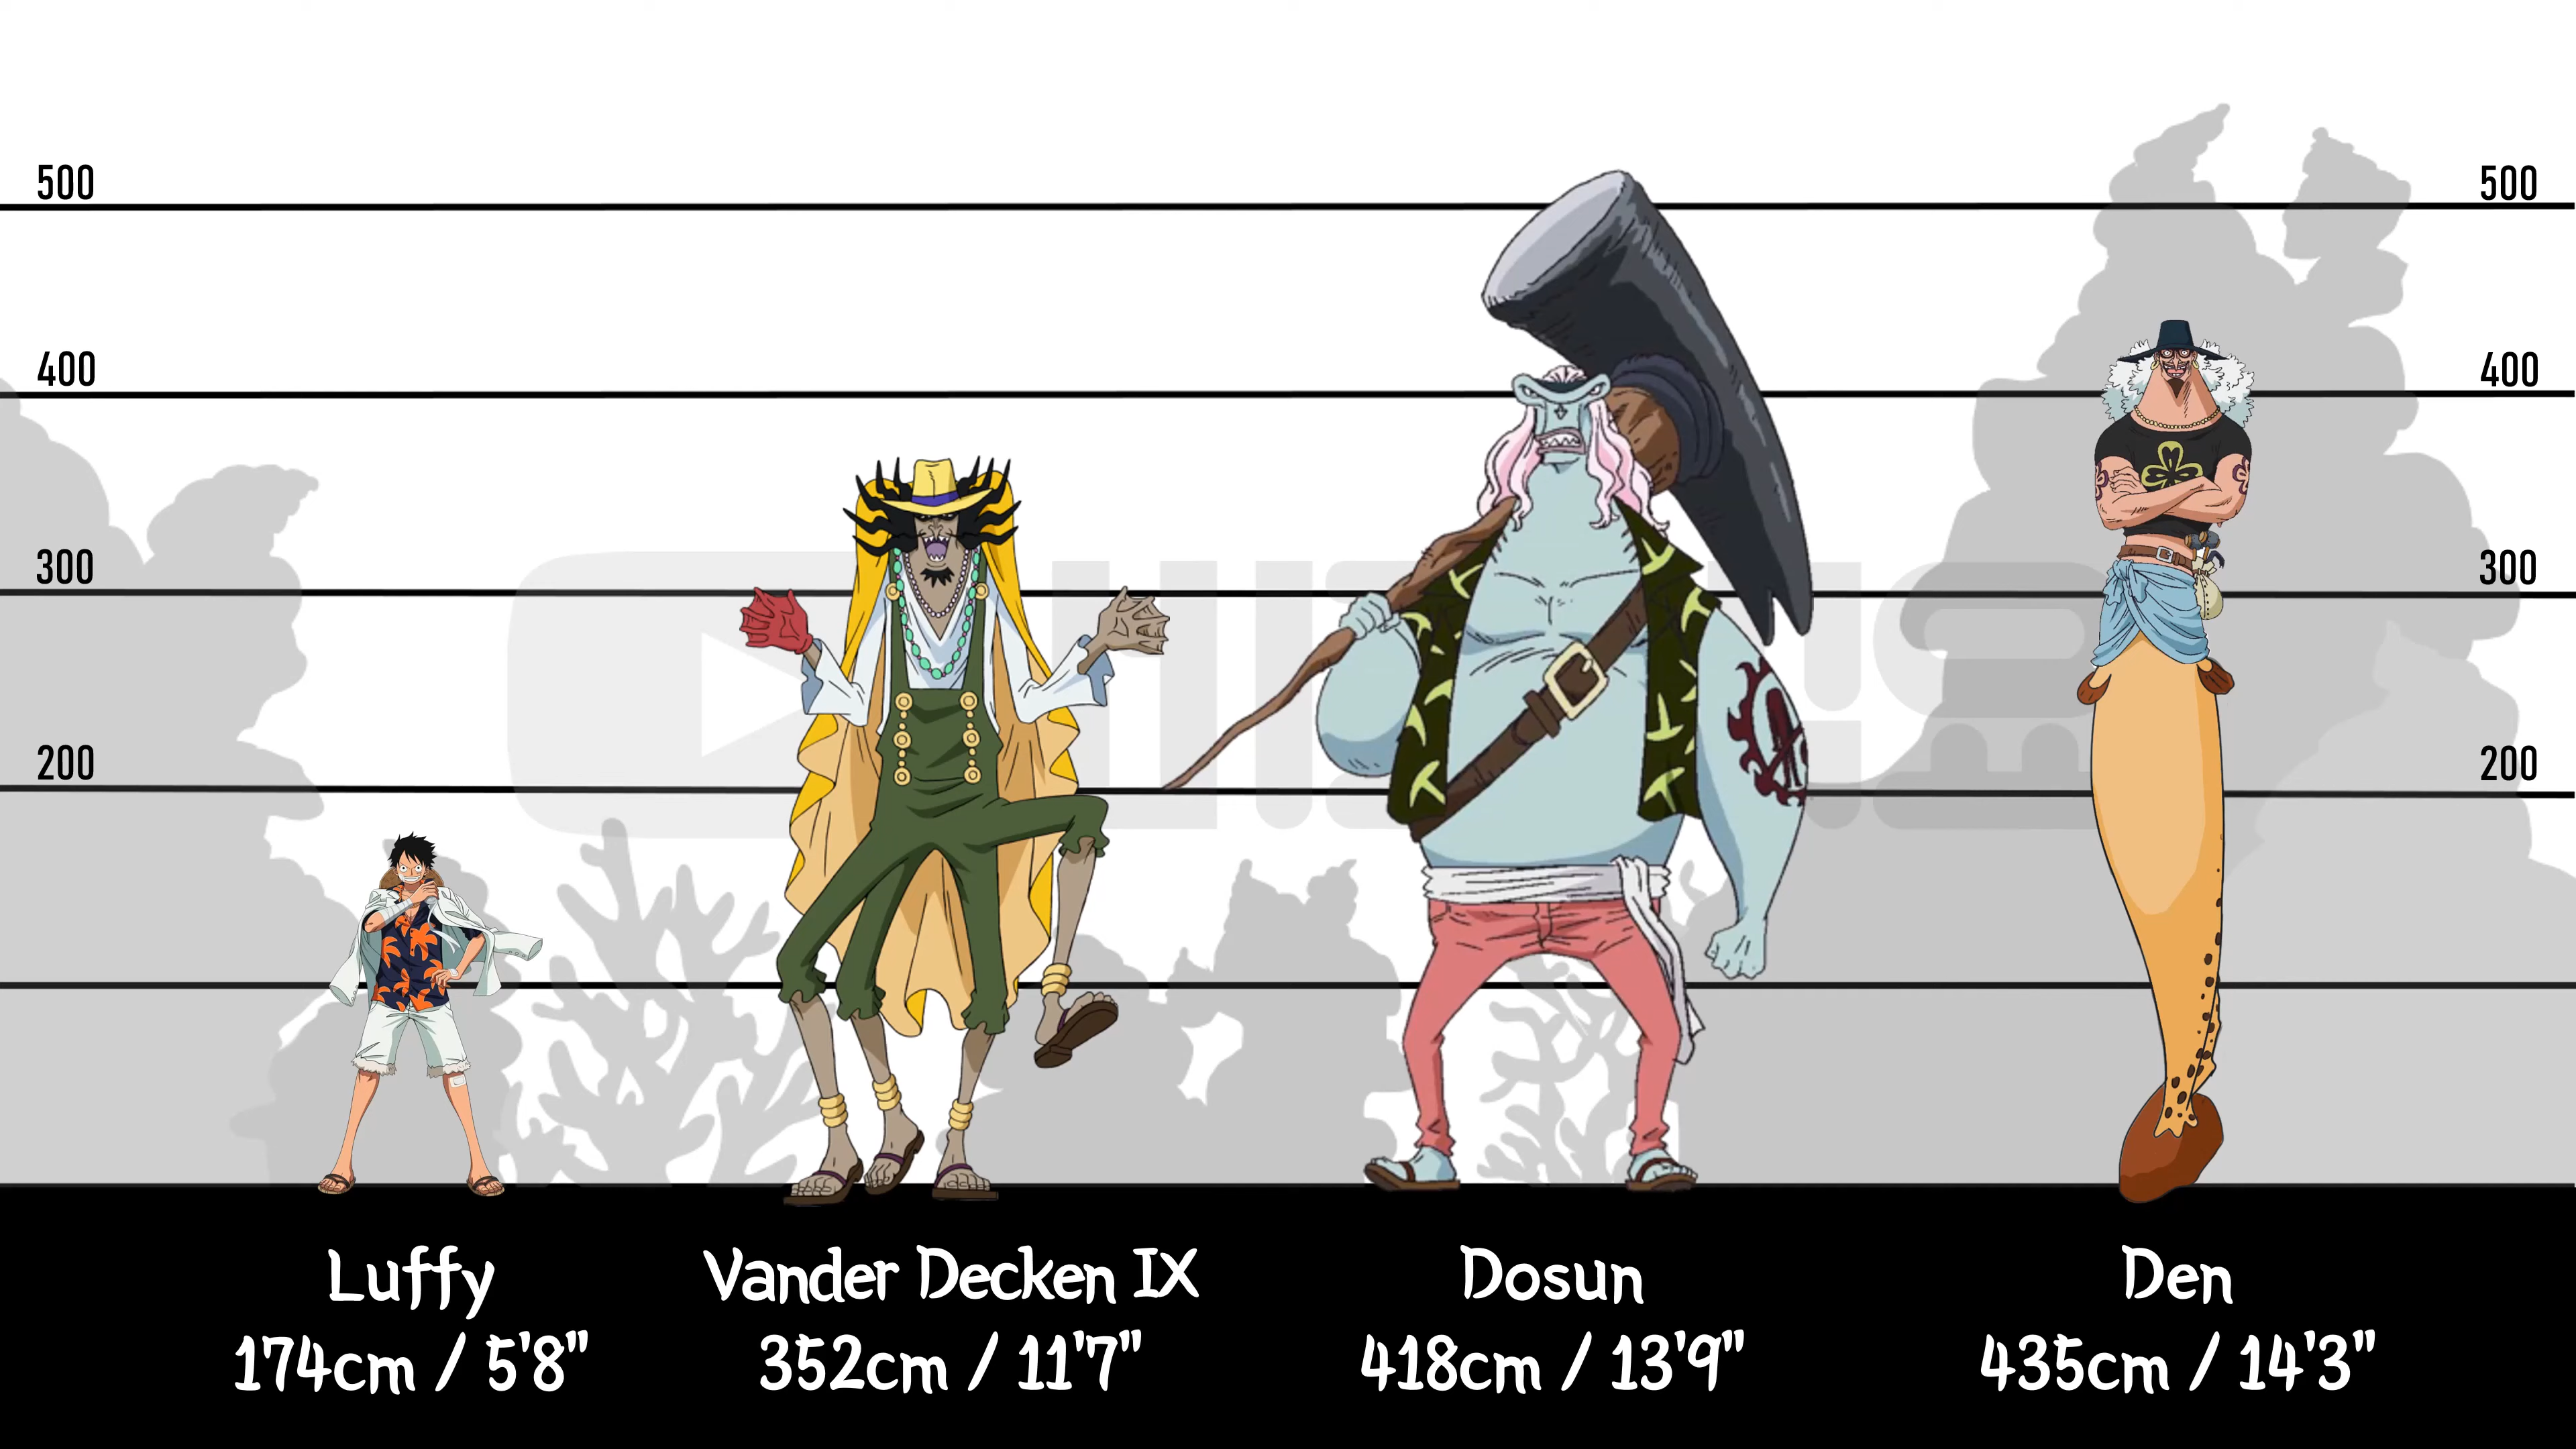 500
500
400
400
300
300
200
200
Luffy
Vander Decken IX
Dosun
Den
174cm / 5'8"
352cm / 11'7"
418cm / 13'9"
435cm / 14'3"